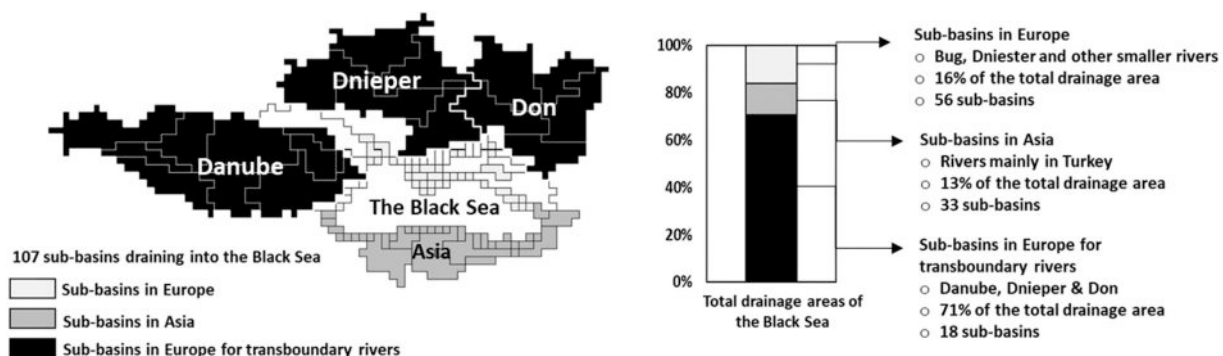 Dnieper
Don
Danube
The Black Sea
Asia
107 sub-basins draining into the Black Sea
Sub-basins in Europe
Sub-basins in Asia
Sub-basins in Europe for transboundary rivers
100%
80%
60%
40%
20%
0%
Total drainage areas of
the Black Sea
Sub-basins in Europe
○ Bug, Dniester and other smaller rivers
○ 16% of the total drainage area
○ 56 sub-basins
Sub-basins in Asia
○ Rivers mainly in Turkey
○ 13% of the total drainage area
○ 33 sub-basins
Sub-basins in Europe for
transboundary rivers
○ Danube, Dnieper & Don
○ 71% of the total drainage area
○ 18 sub-basins